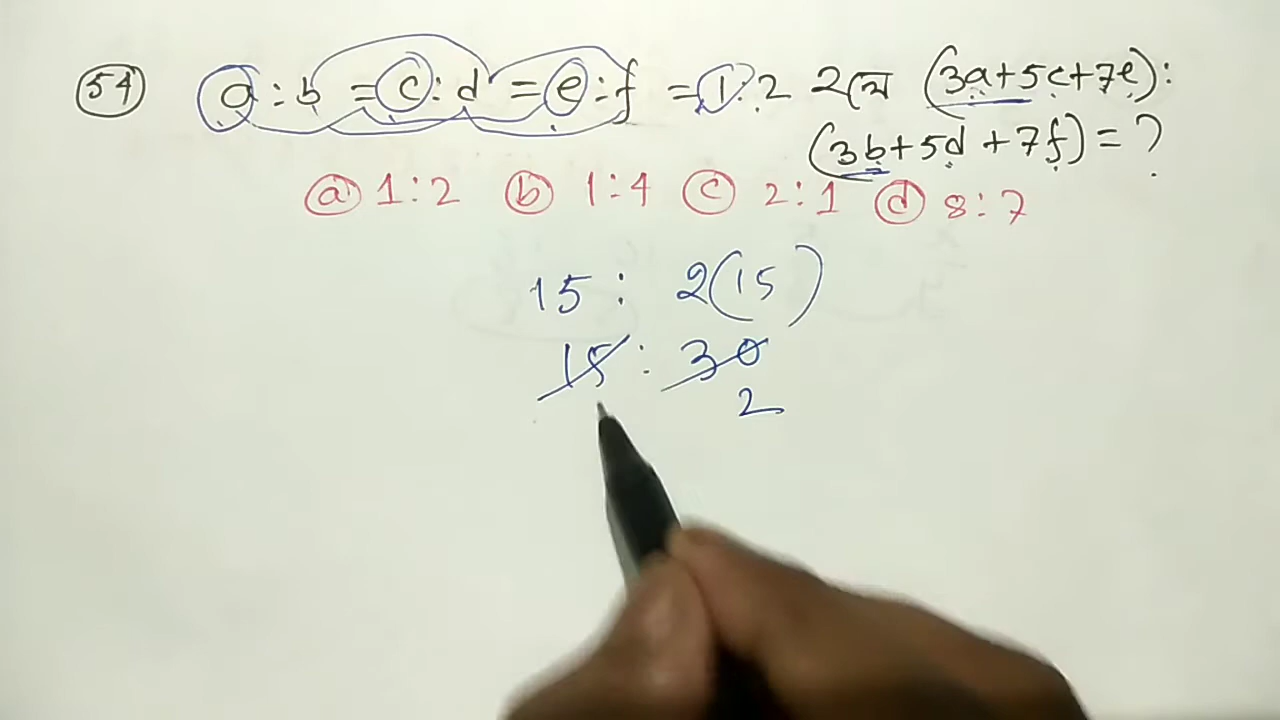 54 a : b = c : d = e : f = 1 : 2 2লে (3a+5c+7e) :
(3b+5d+7f) = ?
a 1:2 b 1:4 c 2:1 d 8:7
15 : 2(15)
15 : 30
2